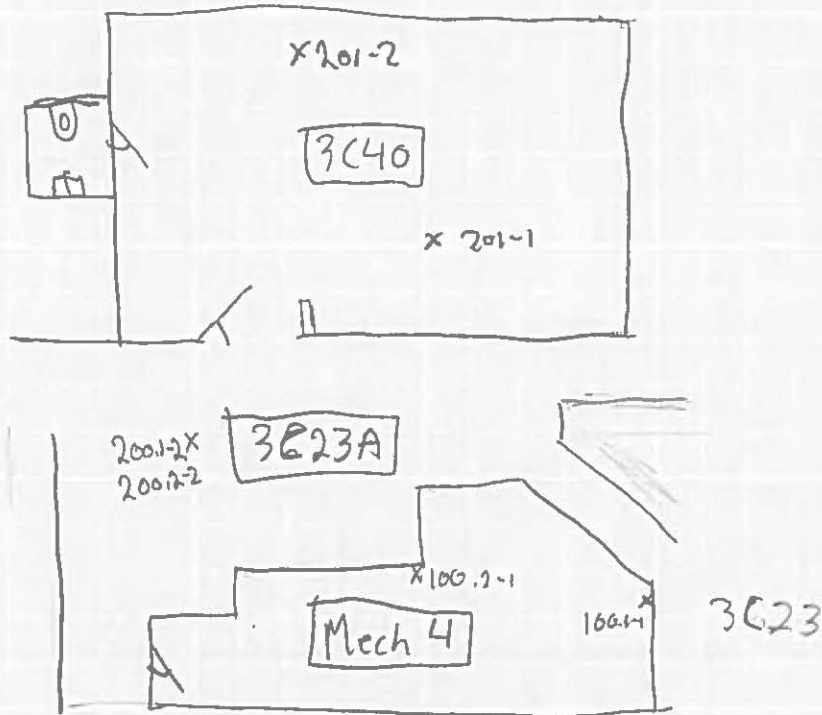 x201-2
3C40
x 201-1
200.1-2x
200.2-2
3C23A
x100.2-1
100.1-1
x
Mech 4
3C23